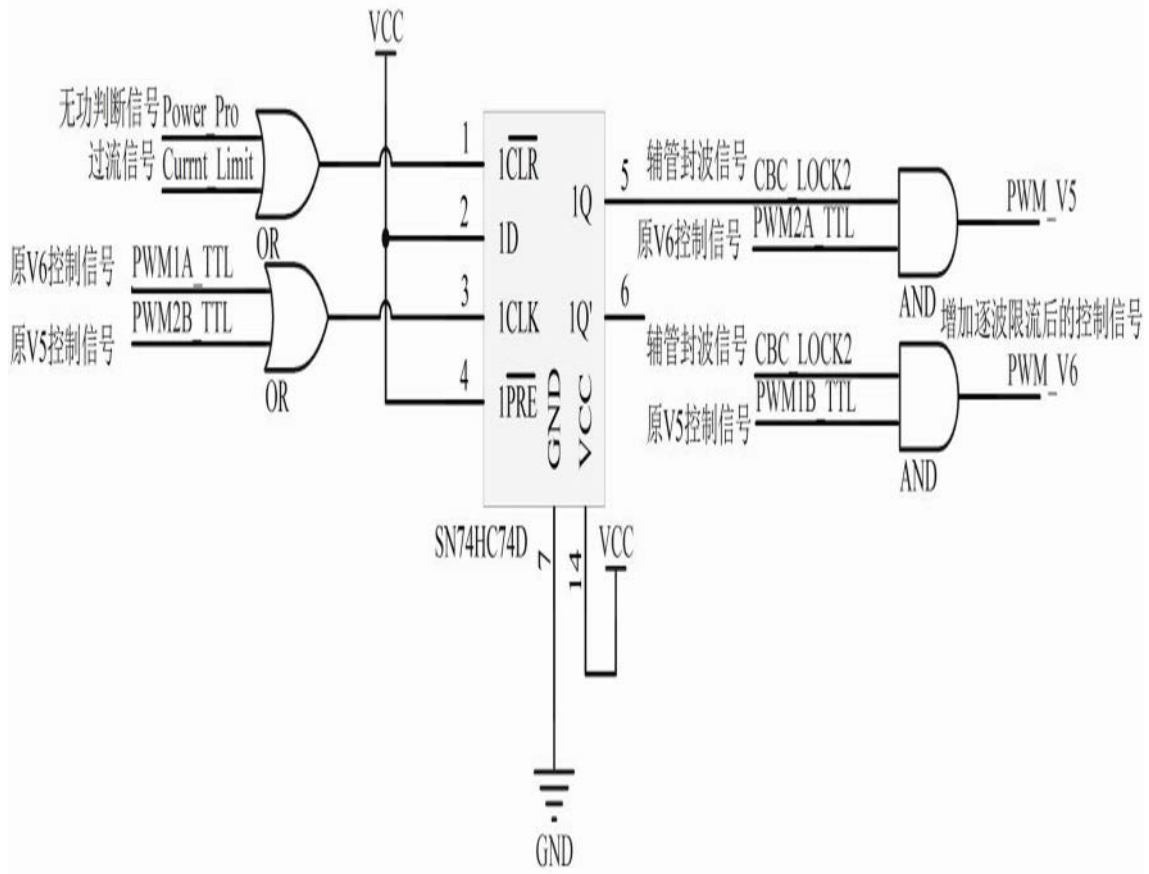 VCC
无功判断信号 Power_Pro
过流信号 Currnt_Limit
OR
原V6控制信号 PWM1A_TTL
原V5控制信号 PWM2B_TTL
OR
1 1CLR
2 1D
3 1CLK
4 1PRE
1Q 5
1Q' 6
GND
VCC
SN74HC74D
7
14
VCC
GND
辅管封波信号 CBC_LOCK2
原V6控制信号 PWM2A_TTL
PWM_V5
AND
增加逐波限流后的控制信号
辅管封波信号 CBC_LOCK2
原V5控制信号 PWM1B_TTL
PWM_V6
AND